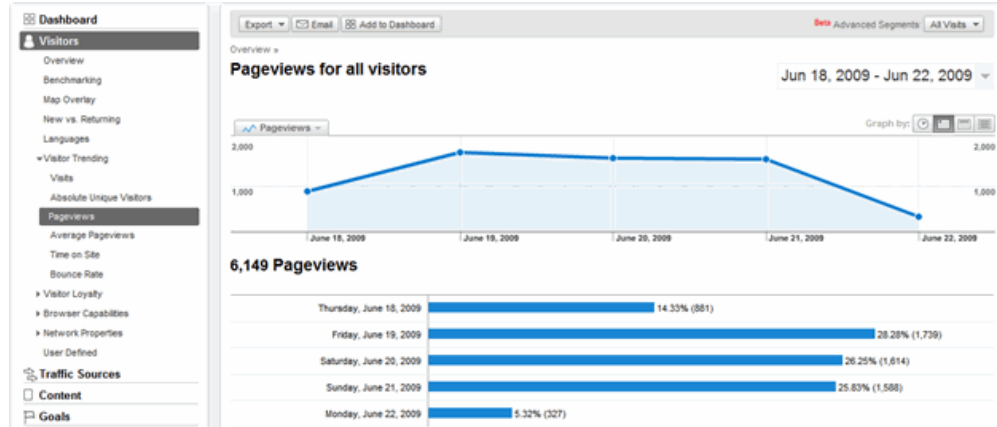 Dashboard
Visitors
Overview
Benchmarking
Map Overlay
New vs. Returning
Languages
Visitor Trending
Visits
Absolute Unique Visitors
Pageviews
Average Pageviews
Time on Site
Bounce Rate
Visitor Loyalty
Browser Capabilities
Network Properties
User Defined
Traffic Sources
Content
Goals
Export Email Add to Dashboard Beta Advanced Segments: All Visits
Overview »
Pageviews for all visitors
Jun 18, 2009 - Jun 22, 2009
Pageviews Graph by:
2,000 2,000
1,000 1,000
June 18, 2009 June 19, 2009 June 20, 2009 June 21, 2009 June 22, 2009
6,149 Pageviews
Thursday, June 18, 2009 14.33% (881)
Friday, June 19, 2009 28.28% (1,739)
Saturday, June 20, 2009 26.25% (1,614)
Sunday, June 21, 2009 25.83% (1,588)
Monday, June 22, 2009 5.32% (327)